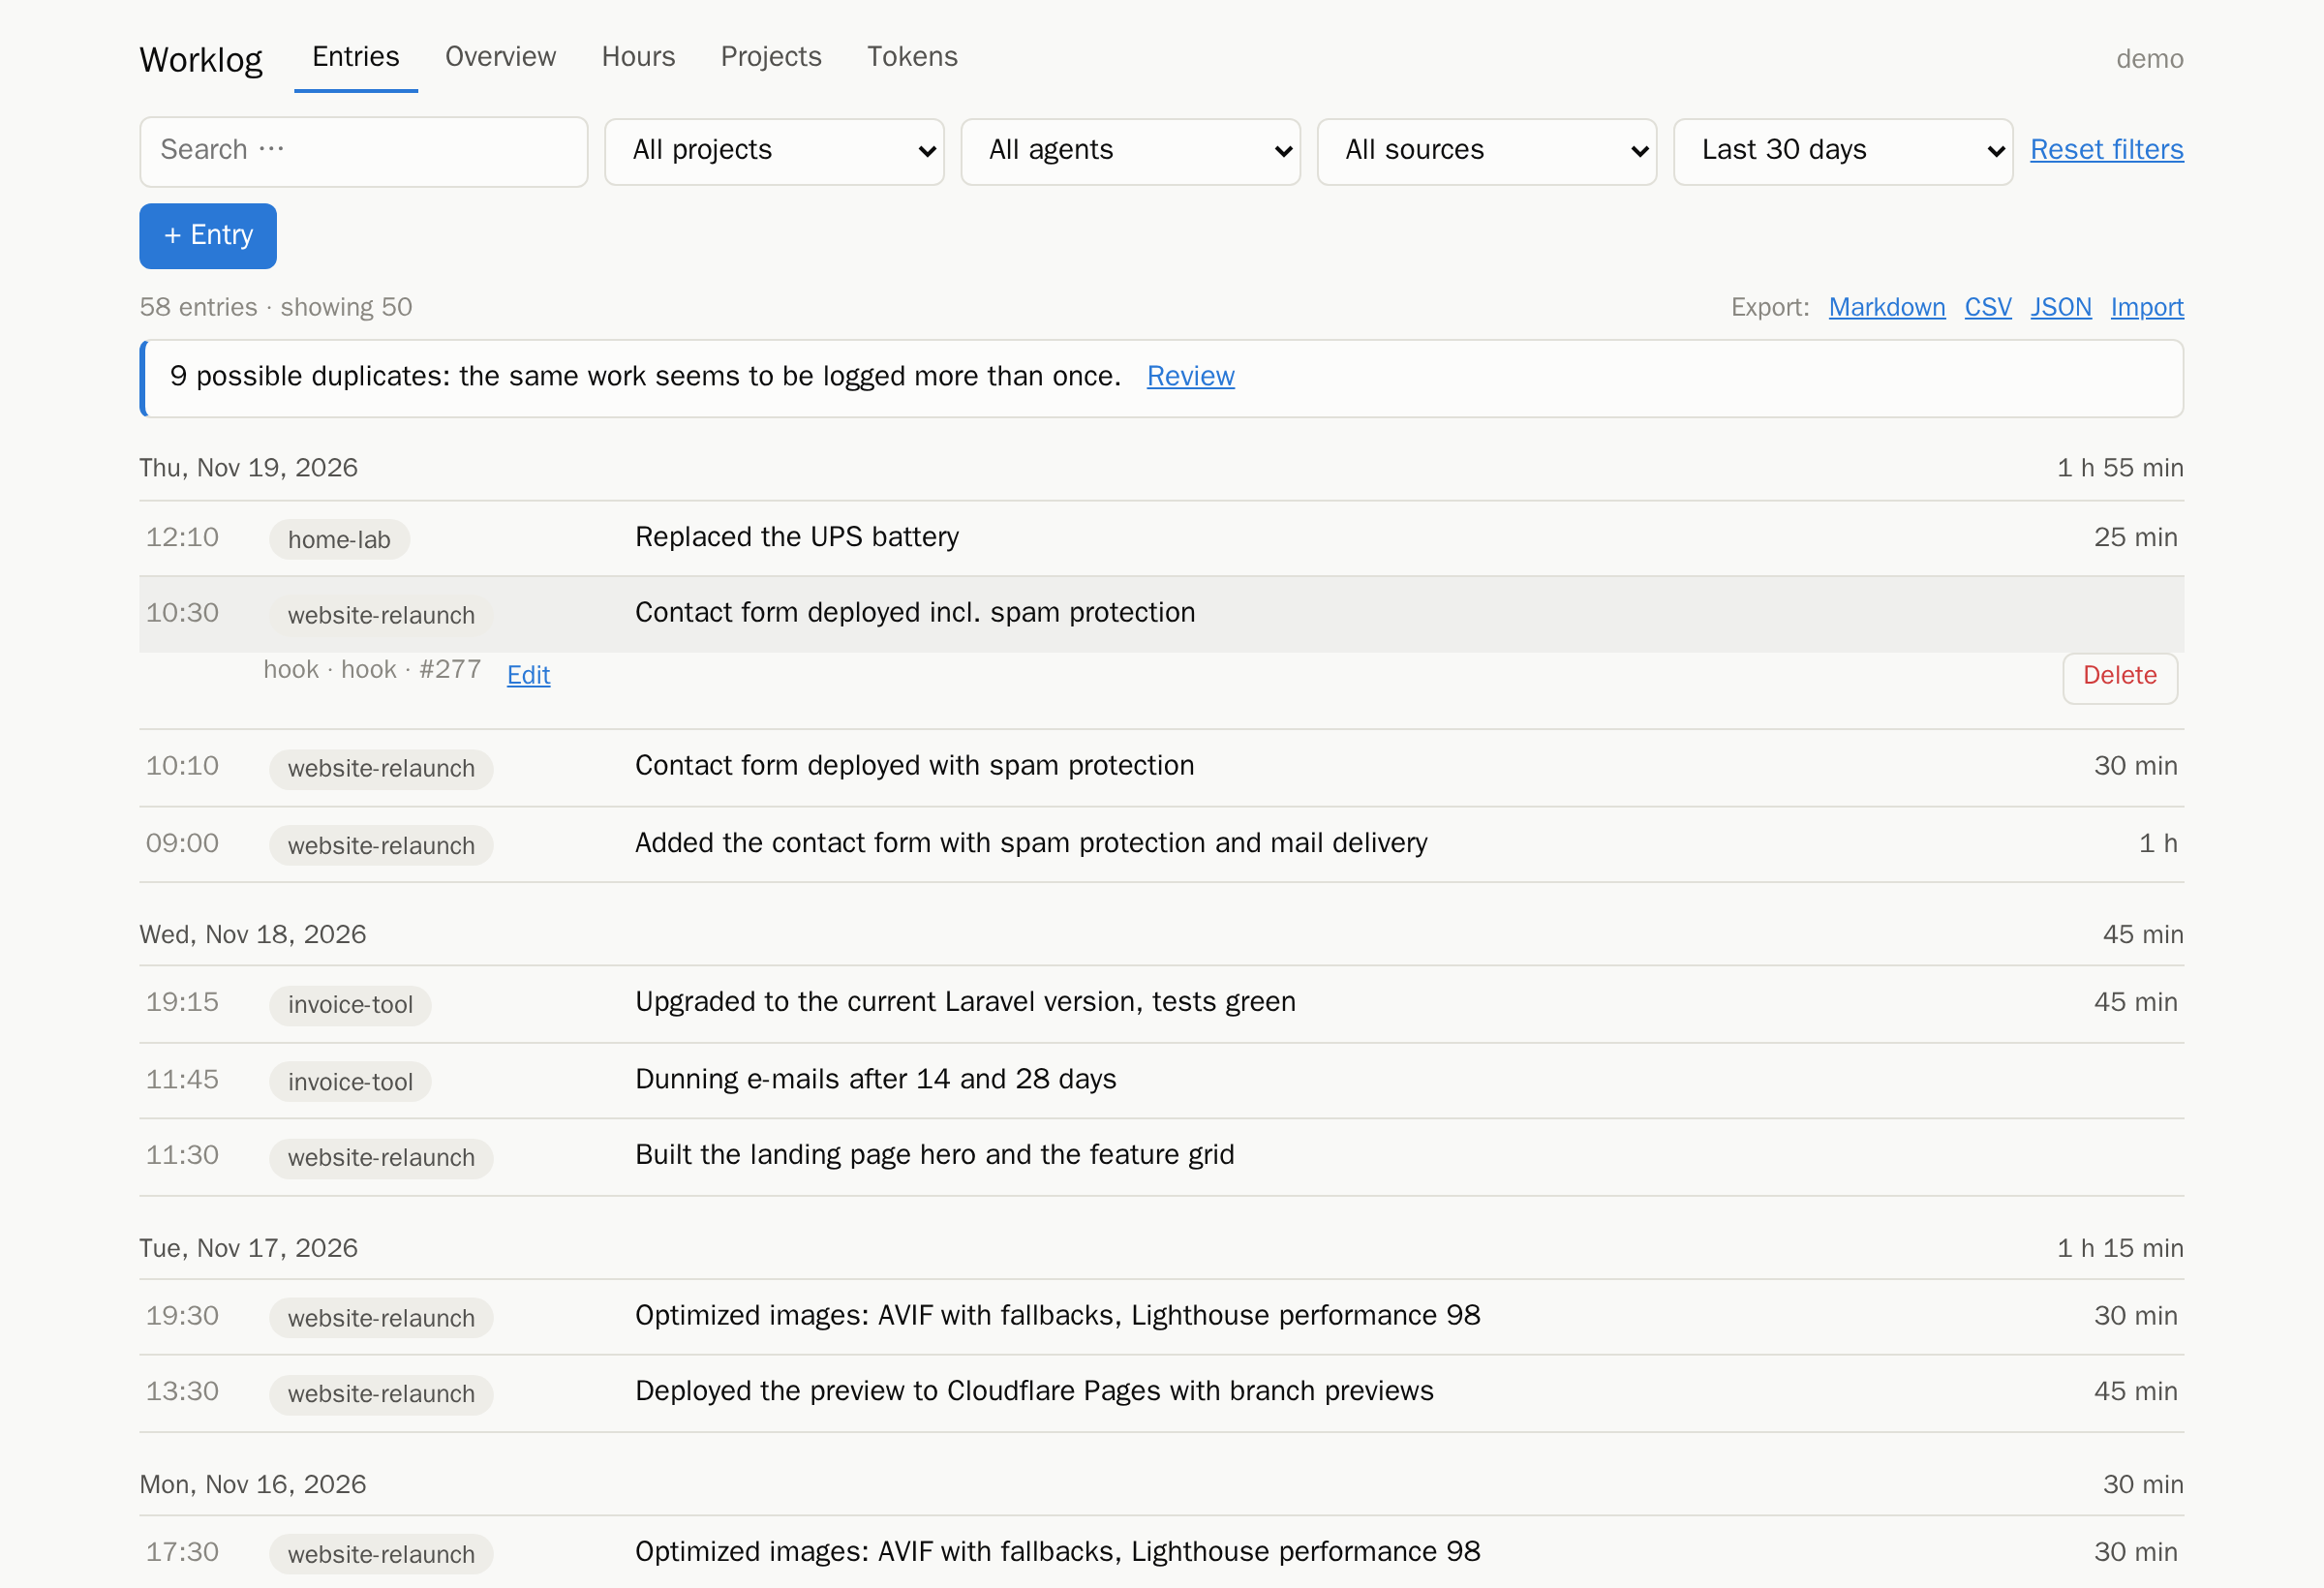 Worklog Entries Overview Hours Projects Tokens demo
Search ··· All projects All agents All sources Last 30 days Reset filters
+ Entry
58 entries · showing 50 Export: Markdown CSV JSON Import
9 possible duplicates: the same work seems to be logged more than once. Review
Thu, Nov 19, 2026 1 h 55 min
12:10 home-lab Replaced the UPS battery 25 min
10:30 website-relaunch Contact form deployed incl. spam protection
hook · hook · #277 Edit Delete
10:10 website-relaunch Contact form deployed with spam protection 30 min
09:00 website-relaunch Added the contact form with spam protection and mail delivery 1 h
Wed, Nov 18, 2026 45 min
19:15 invoice-tool Upgraded to the current Laravel version, tests green 45 min
11:45 invoice-tool Dunning e-mails after 14 and 28 days
11:30 website-relaunch Built the landing page hero and the feature grid
Tue, Nov 17, 2026 1 h 15 min
19:30 website-relaunch Optimized images: AVIF with fallbacks, Lighthouse performance 98 30 min
13:30 website-relaunch Deployed the preview to Cloudflare Pages with branch previews 45 min
Mon, Nov 16, 2026 30 min
17:30 website-relaunch Optimized images: AVIF with fallbacks, Lighthouse performance 98 30 min